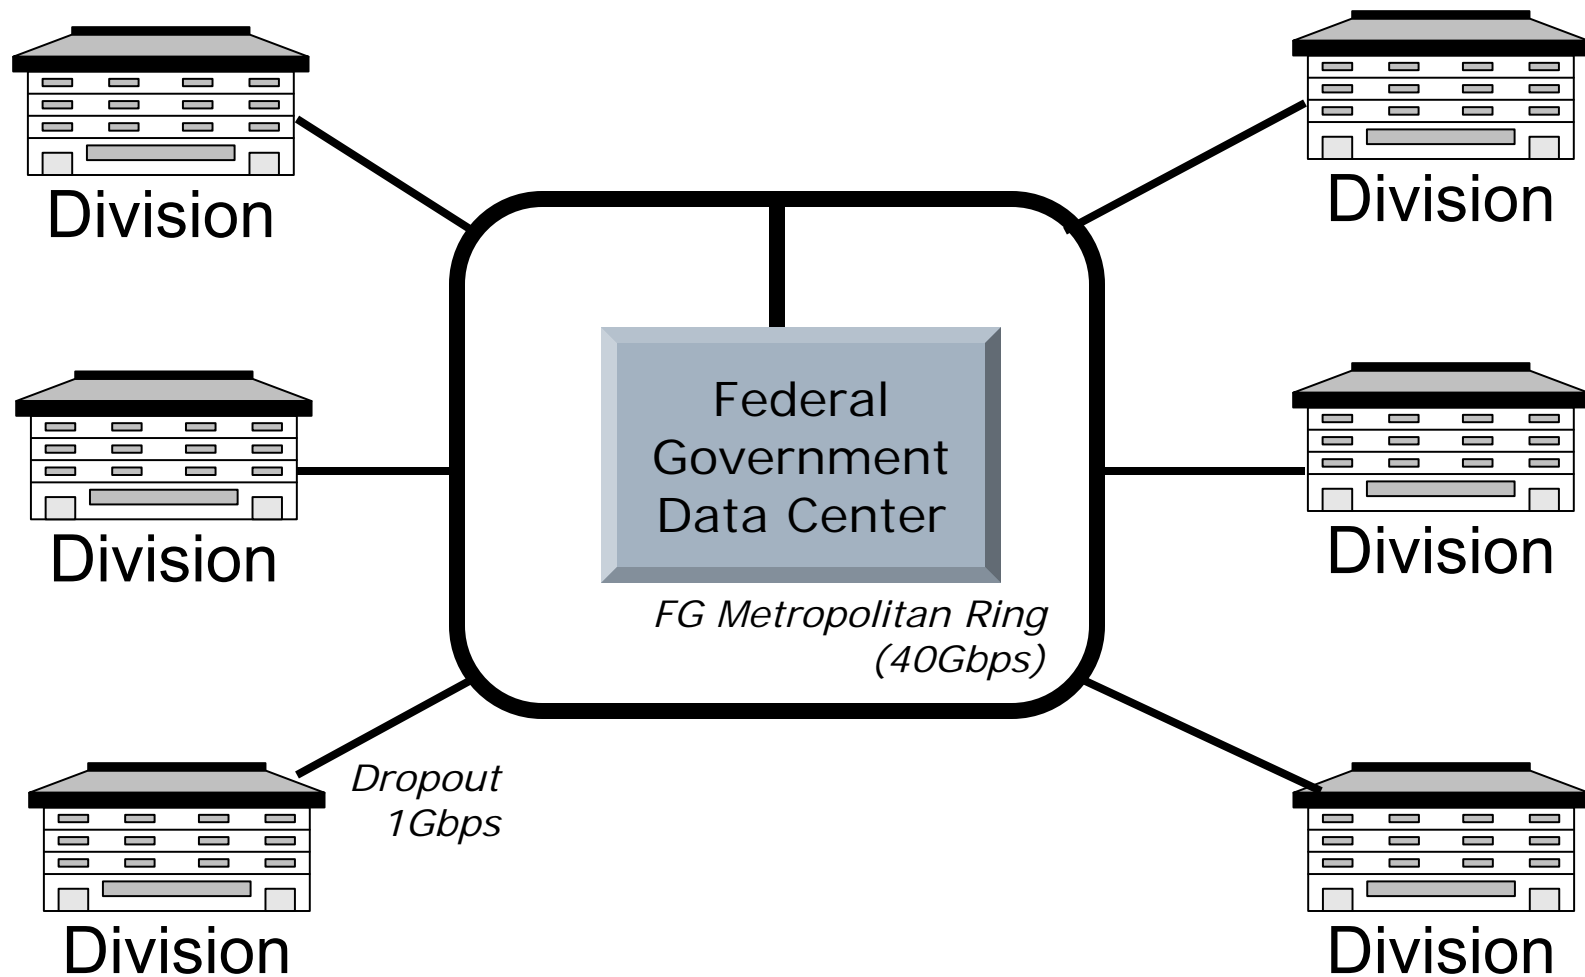 Division
Division
Federal
Government
Data Center
Division
Division
FG Metropolitan Ring
(40Gbps)
Dropout
1Gbps
Division
Division